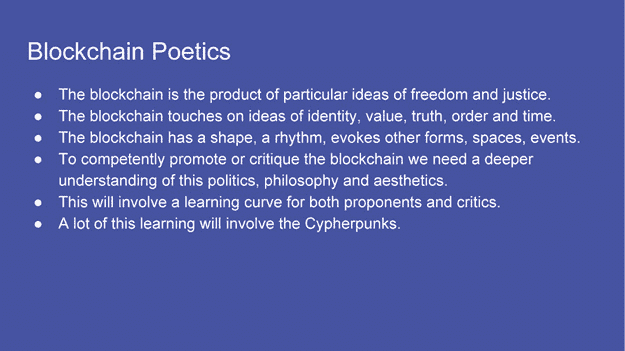 Blockchain Poetics
● The blockchain is the product of particular ideas of freedom and justice.
● The blockchain touches on ideas of identity, value, truth, order and time.
● The blockchain has a shape, a rhythm, evokes other forms, spaces, events.
● To competently promote or critique the blockchain we need a deeper
understanding of this politics, philosophy and aesthetics.
● This will involve a learning curve for both proponents and critics.
● A lot of this learning will involve the Cypherpunks.